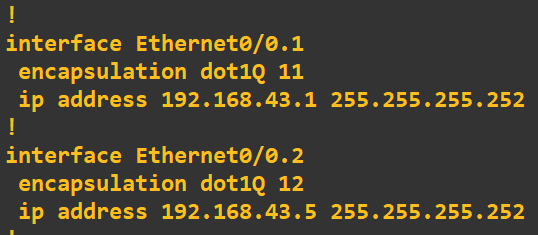 !
interface Ethernet0/0.1
 encapsulation dot1Q 11
 ip address 192.168.43.1 255.255.255.252
!
interface Ethernet0/0.2
 encapsulation dot1Q 12
 ip address 192.168.43.5 255.255.255.252
!